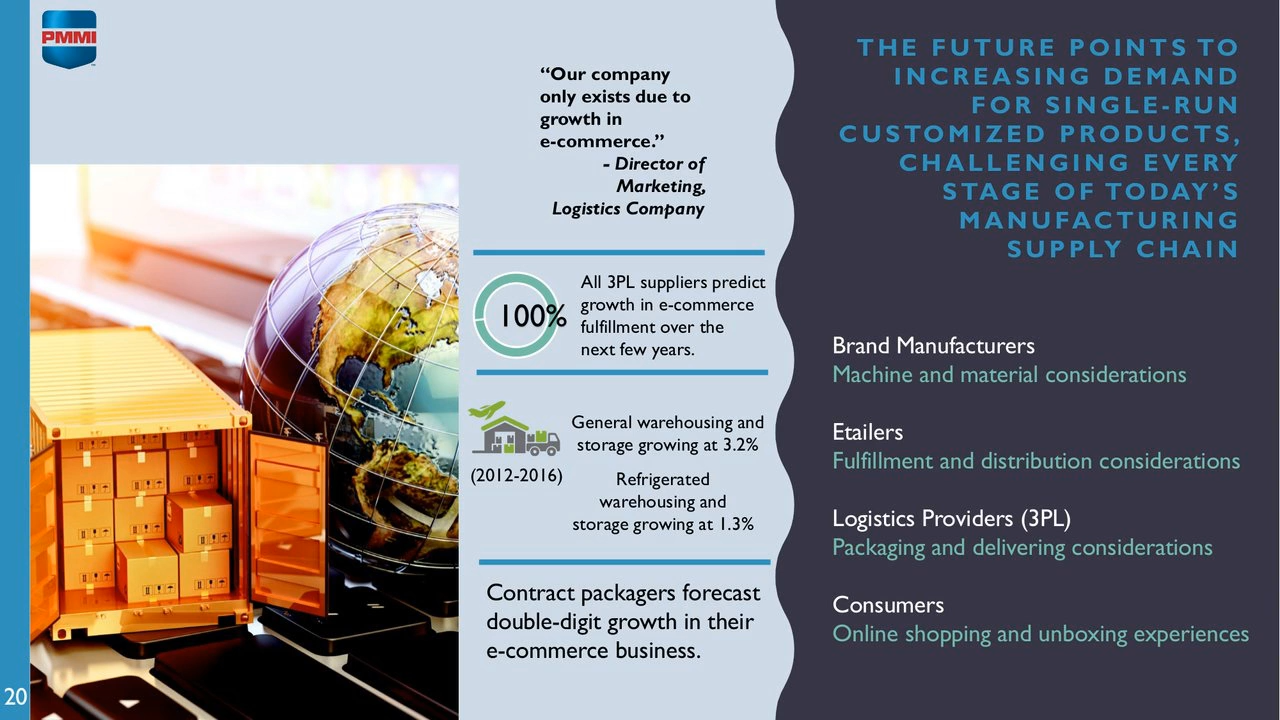 PMMI
“Our company
only exists due to
growth in
e-commerce.”
- Director of
Marketing,
Logistics Company
100%
All 3PL suppliers predict
growth in e-commerce
fulfillment over the
next few years.
(2012-2016)
General warehousing and
storage growing at 3.2%
Refrigerated
warehousing and
storage growing at 1.3%
Contract packagers forecast
double-digit growth in their
e-commerce business.
THE FUTURE POINTS TO
INCREASING DEMAND
FOR SINGLE-RUN
CUSTOMIZED PRODUCTS,
CHALLENGING EVERY
STAGE OF TODAY’S
MANUFACTURING
SUPPLY CHAIN
Brand Manufacturers
Machine and material considerations
Etailers
Fulfillment and distribution considerations
Logistics Providers (3PL)
Packaging and delivering considerations
Consumers
Online shopping and unboxing experiences
20